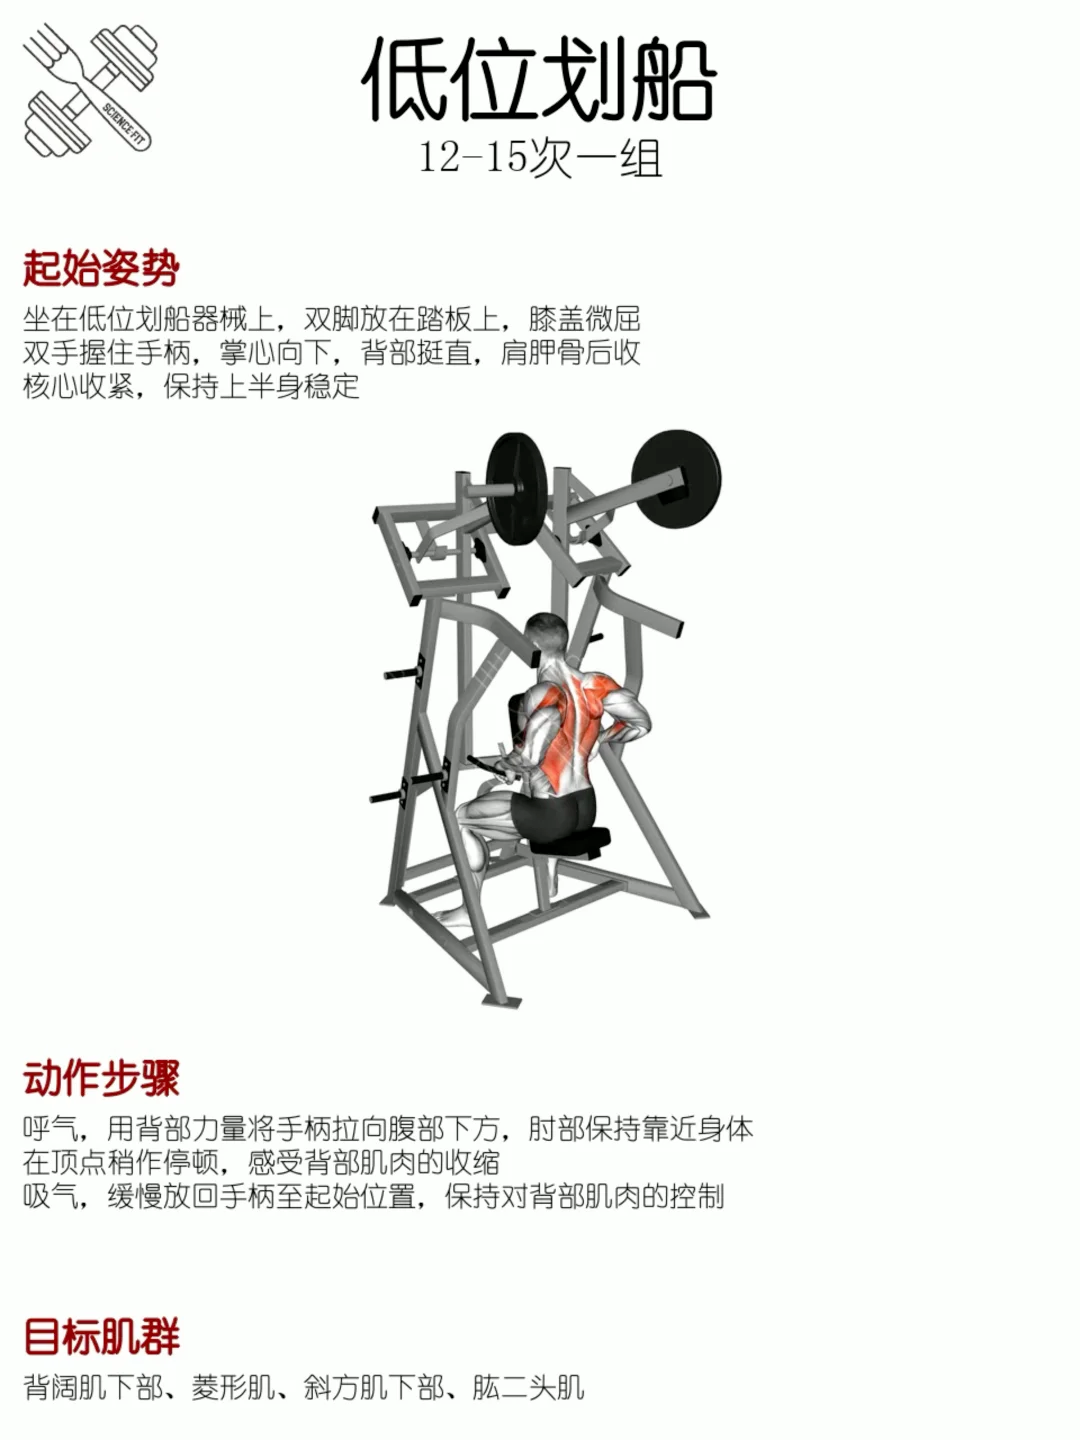 SCIENCE FIT
低位划船
12-15次一组
起始姿势
坐在低位划船器械上，双脚放在踏板上，膝盖微屈
双手握住手柄，掌心向下，背部挺直，肩胛骨后收
核心收紧，保持上半身稳定
动作步骤
呼气，用背部力量将手柄拉向腹部下方，肘部保持靠近身体
在顶点稍作停顿，感受背部肌肉的收缩
吸气，缓慢放回手柄至起始位置，保持对背部肌肉的控制
目标肌群
背阔肌下部、菱形肌、斜方肌下部、肱二头肌